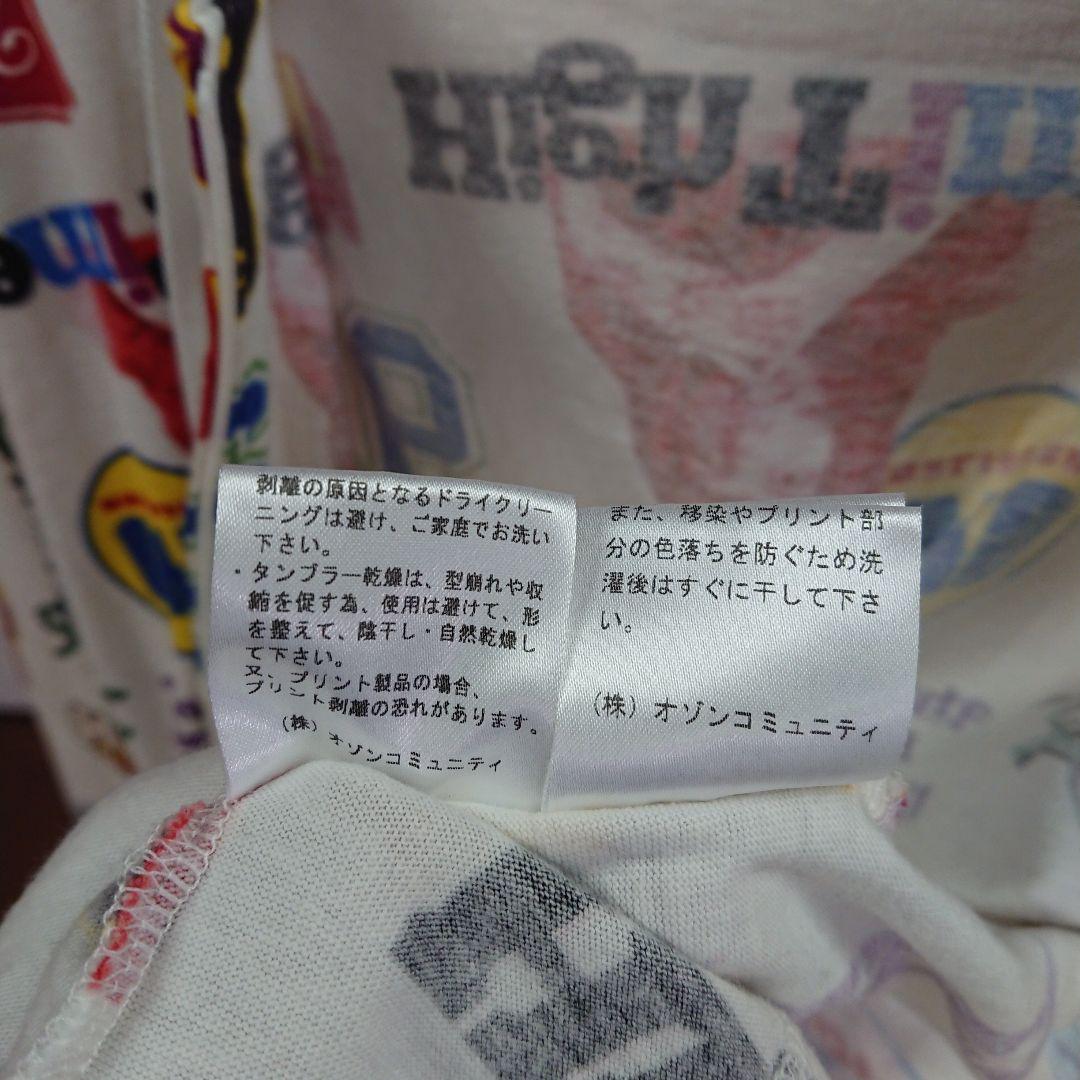 剥離の原因となるドライクリー
ニングは避け、ご家庭でお洗い
下さい。
・タンブラー乾燥は、型崩れや収
縮を促す為、使用は避けて、形
を整えて、陰干し・自然乾燥し
て下さい。
又、プリント製品の場合、
プリント剥離の恐れがあります。
(株) オゾンコミュニティ
また、移染やプリント部
分の色落ちを防ぐため洗
濯後はすぐに干して下さ
い。
(株) オゾンコミュニティ